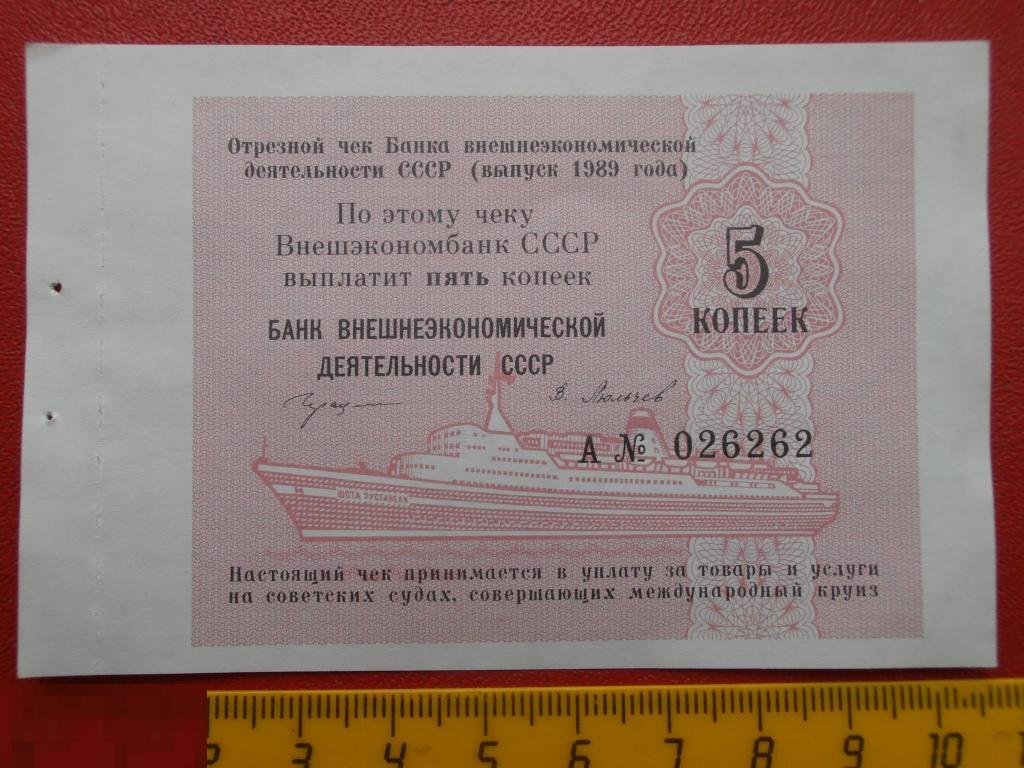 Отрезной чек Банка внешнеэкономической
деятельности СССР (выпуск 1989 года)
По этому чеку
Внешэкономбанк СССР
выплатит пять копеек
5
КОПЕЕК
БАНК ВНЕШНЕЭКОНОМИЧЕСКОЙ
ДЕЯТЕЛЬНОСТИ СССР
В. Люльчев
А № 026262
ШОТА РУСТАВЕЛИ
Настоящий чек принимается в уплату за товары и услуги
на советских судах, совершающих международный круиз
3 4 5 6 7 8 9 10